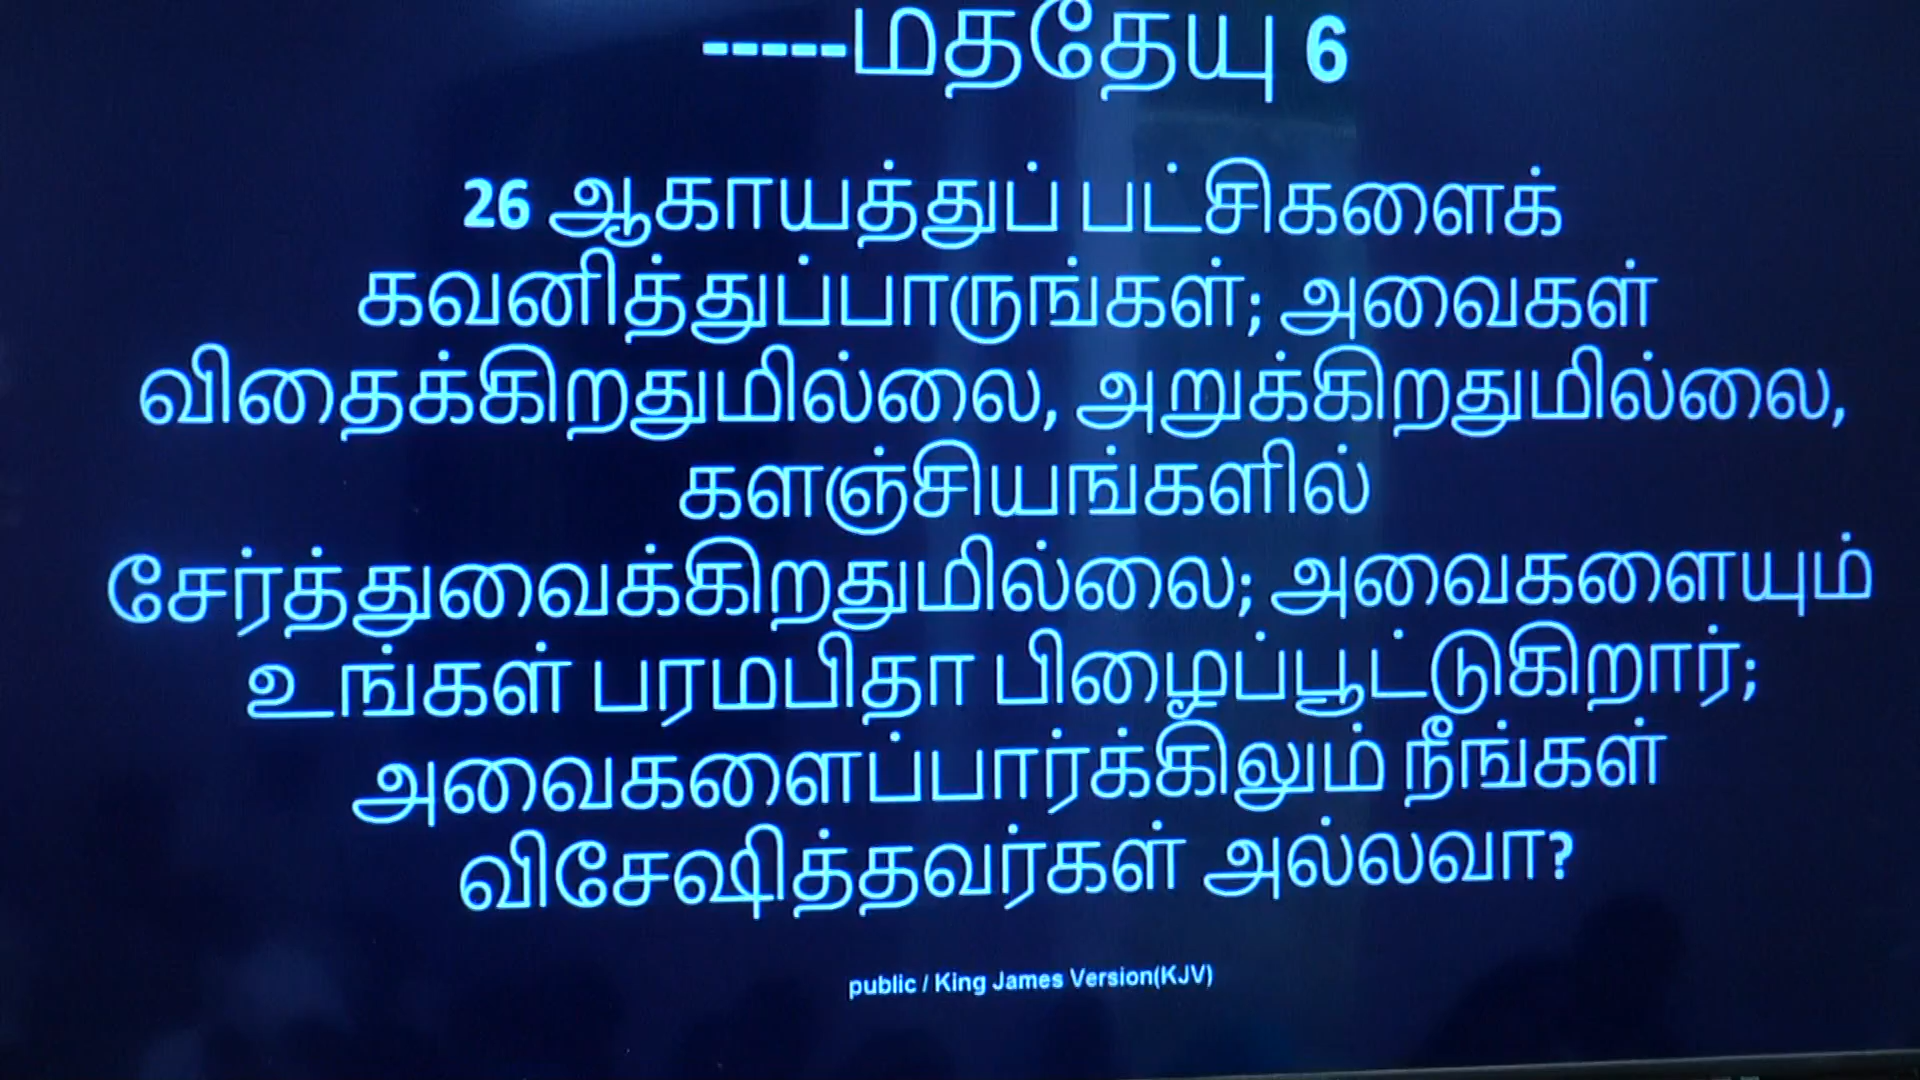 -----மததேயு 6
26 ஆகாயத்துப் பட்சிகளைக்
கவனித்துப்பாருங்கள்; அவைகள்
விதைக்கிறதுமில்லை, அறுக்கிறதுமில்லை,
களஞ்சியங்களில்
சேர்த்துவைக்கிறதுமில்லை; அவைகளையும்
உங்கள் பரமபிதா பிழைப்பூட்டுகிறார்;
அவைகளைப்பார்க்கிலும் நீங்கள்
விசேஷித்தவர்கள் அல்லவா?
public / King James Version(KJV)